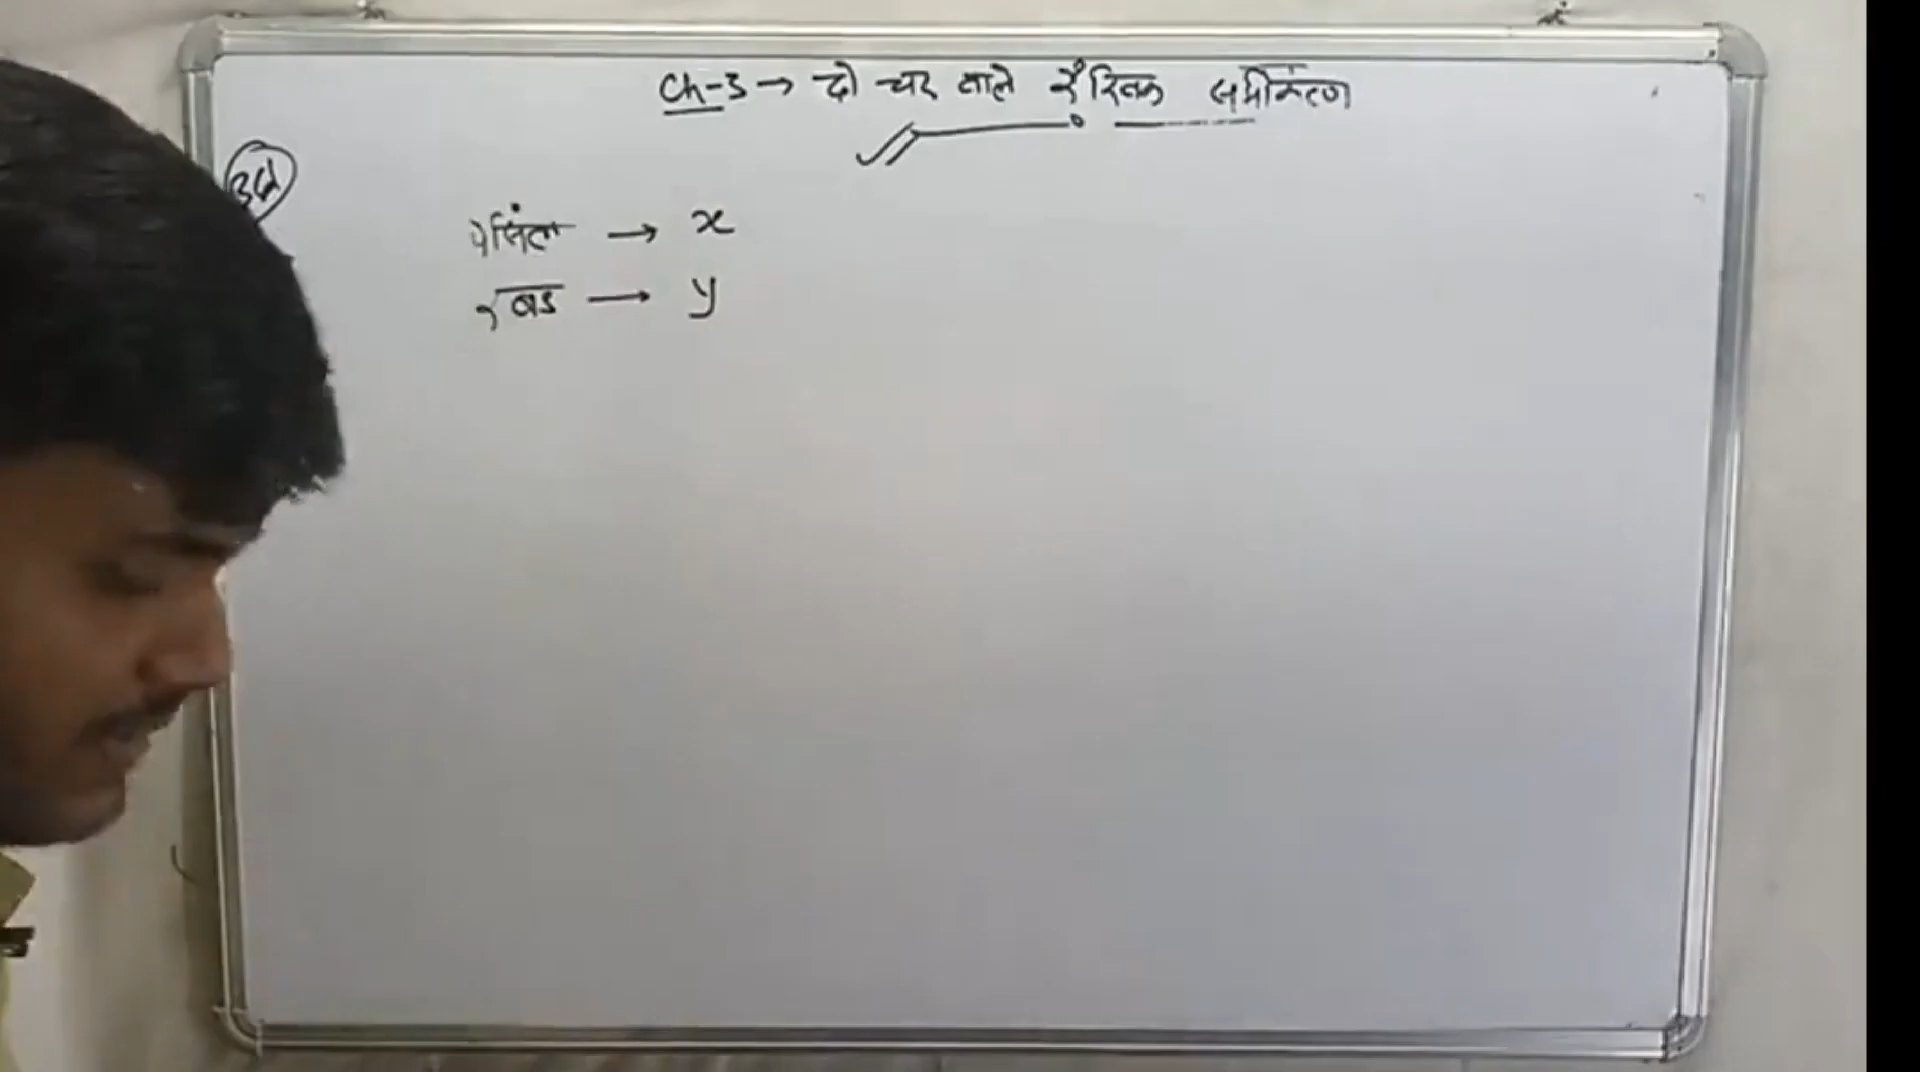 Ch-3 → दो चर वाले रैखिक समीकरण
पेंसिल → x
रबड → y